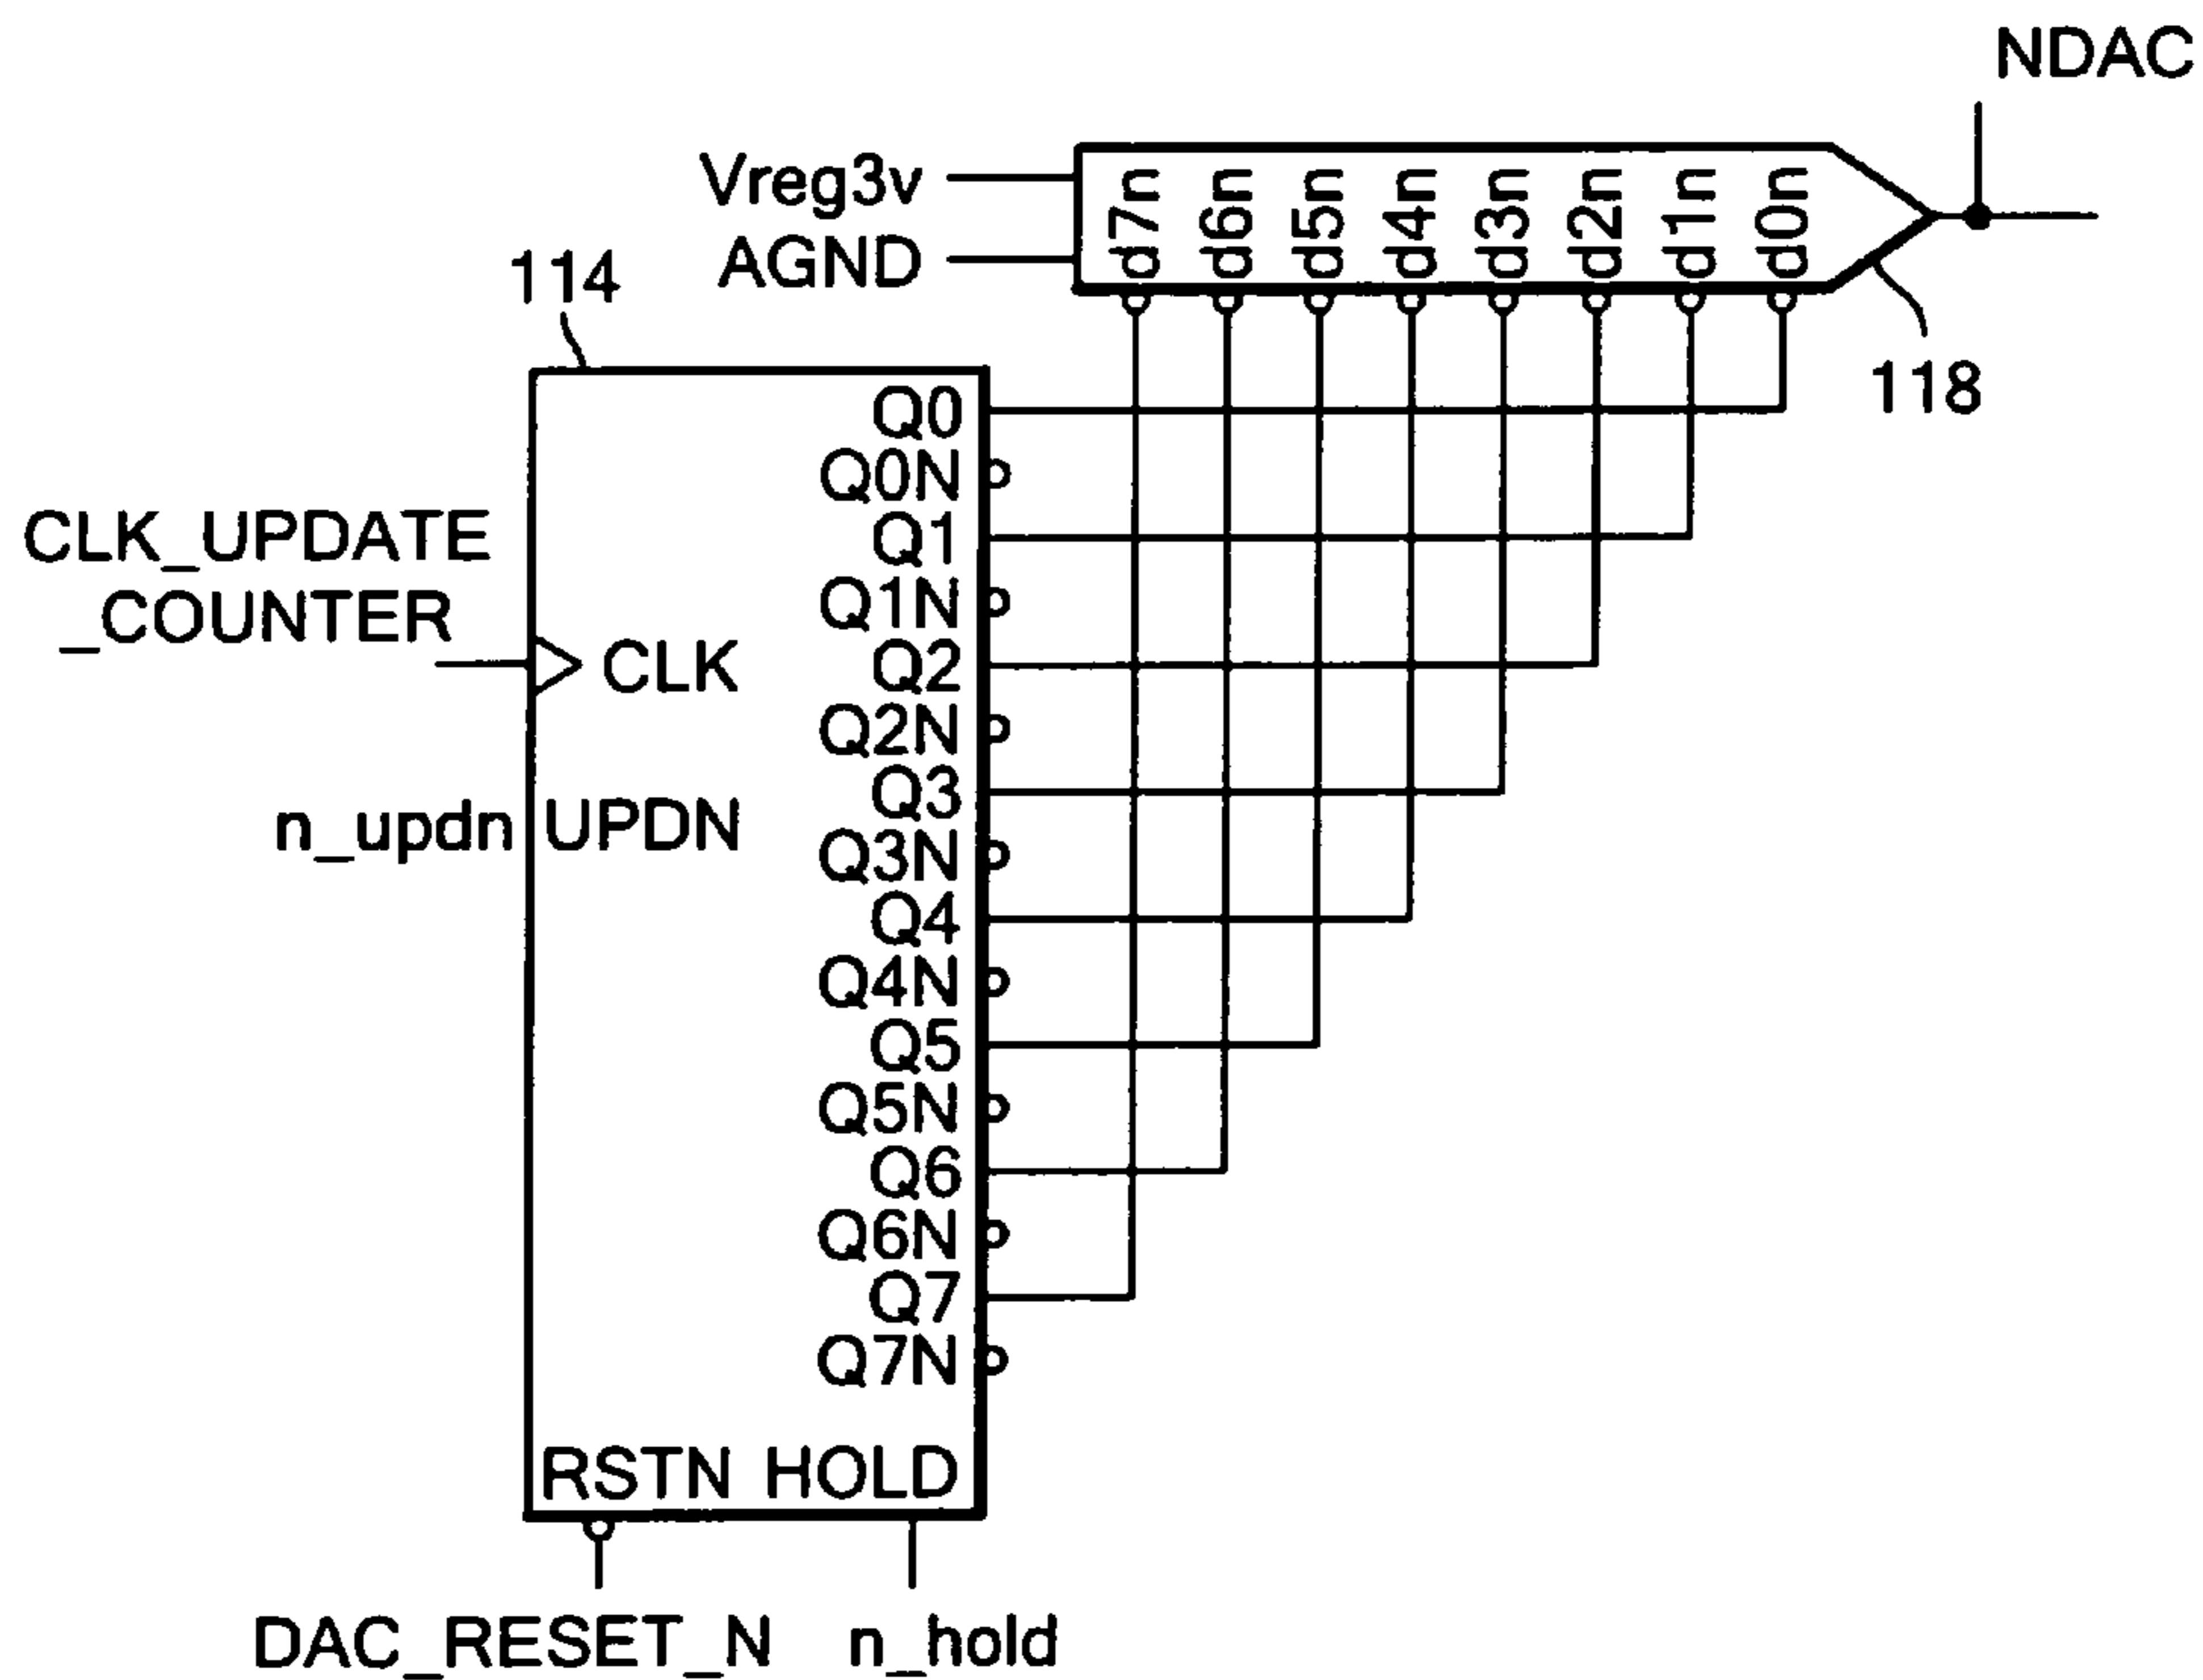 NDAC
Vreg3v
AGND
d7n
d6n
d5n
d4n
d3n
d2n
d1n
d0n
118
114
Q0
Q0N
CLK_UPDATE
_COUNTER
Q1
Q1N
CLK
Q2
Q2N
n_updn
UPDN
Q3
Q3N
Q4
Q4N
Q5
Q5N
Q6
Q6N
Q7
Q7N
RSTN
HOLD
DAC_RESET_N
n_hold